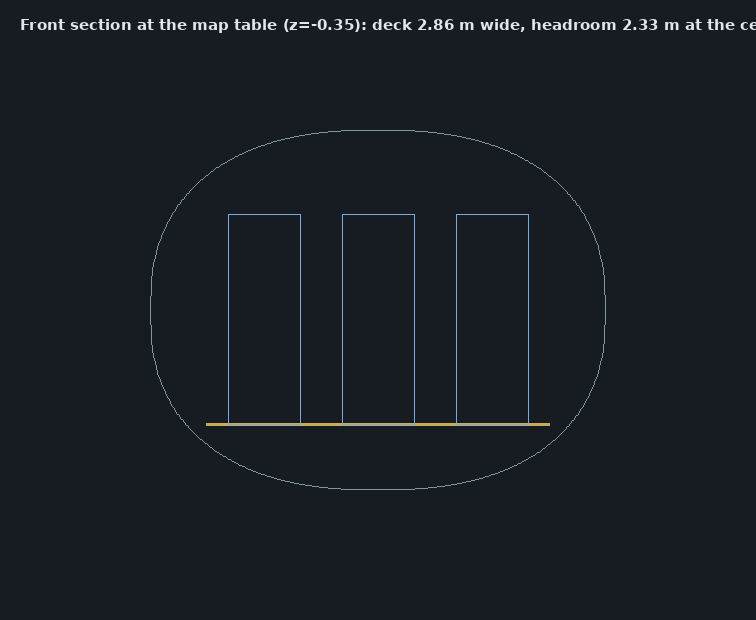 Front section at the map table (z=-0.35): deck 2.86 m wide, headroom 2.33 m at the